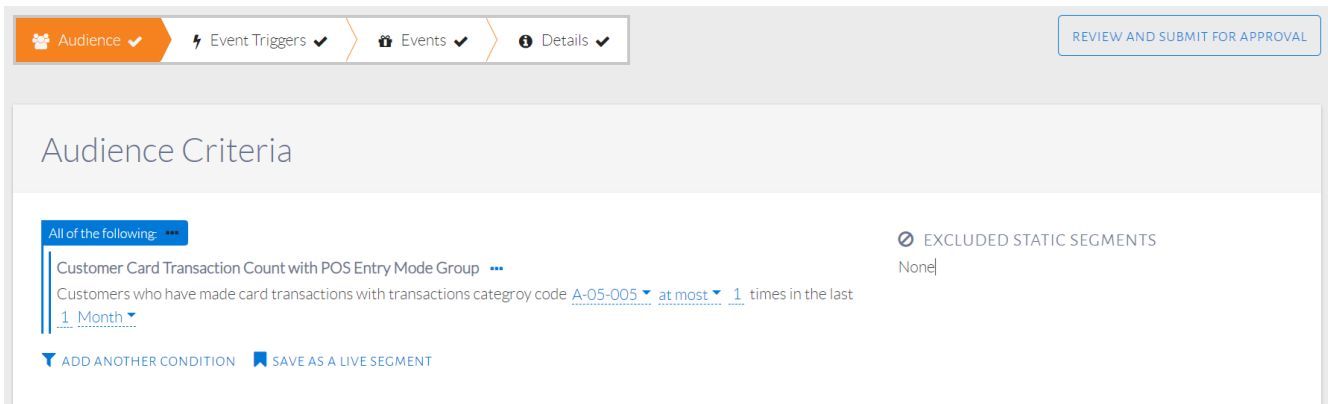 Audience
Event Triggers
Events
Details
REVIEW AND SUBMIT FOR APPROVAL
Audience Criteria
All of the following: •••
EXCLUDED STATIC SEGMENTS
None
Customer Card Transaction Count with POS Entry Mode Group •••
Customers who have made card transactions with transactions categroy code A-05-005 at most 1 times in the last
1 Month
ADD ANOTHER CONDITION SAVE AS A LIVE SEGMENT